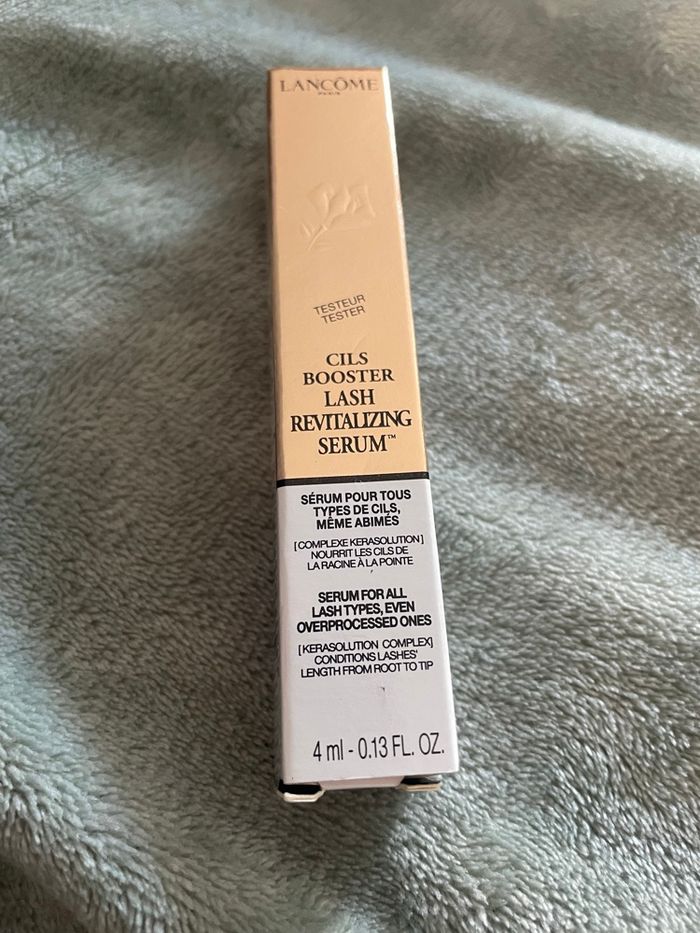 LANCÔME
PARIS
TESTEUR
TESTER
CILS
BOOSTER
LASH
REVITALIZING
SERUM™
SÉRUM POUR TOUS
TYPES DE CILS,
MÊME ABIMÉS
[COMPLEXE KERASOLUTION]
NOURRIT LES CILS DE
LA RACINE À LA POINTE
SERUM FOR ALL
LASH TYPES, EVEN
OVERPROCESSED ONES
[KERASOLUTION COMPLEX]
CONDITIONS LASHES'
LENGTH FROM ROOT TO TIP
4 ml - 0.13 FL. OZ.